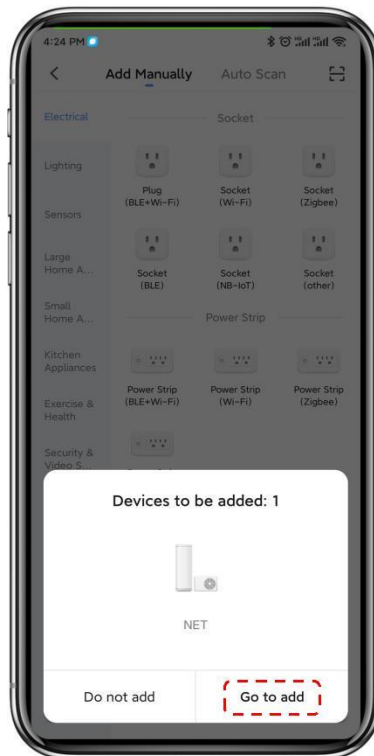 4:24 PM
Add Manually Auto Scan
Electrical
Socket
Lighting
Plug
(BLE+Wi-Fi)
Socket
(Wi-Fi)
Socket
(Zigbee)
Sensors
Large
Home A...
Socket
(BLE)
Socket
(NB-IoT)
Socket
(other)
Small
Home A...
Power Strip
Kitchen
Appliances
Power Strip
(BLE+Wi-Fi)
Power Strip
(Wi-Fi)
Power Strip
(Zigbee)
Exercise &
Health
Security &
Video S...
Devices to be added: 1
NET
Do not add
Go to add